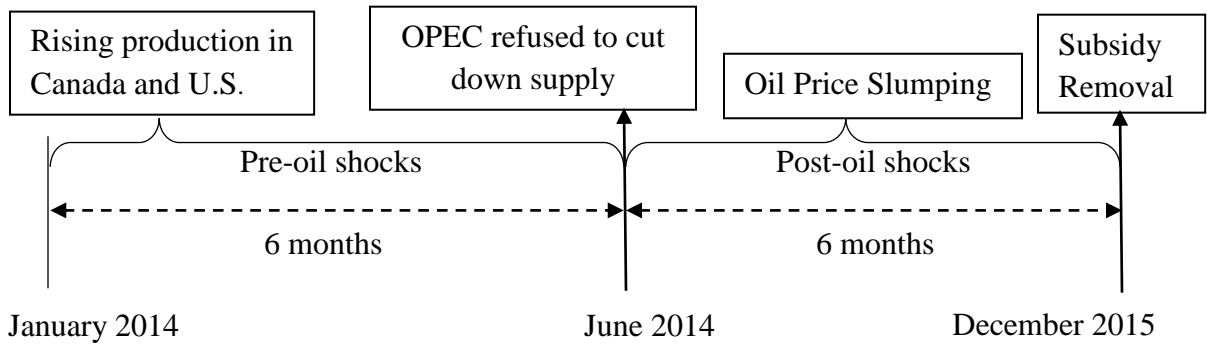 Rising production in
Canada and U.S.
OPEC refused to cut
down supply
Oil Price Slumping
Subsidy
Removal
Pre-oil shocks
Post-oil shocks
6 months
6 months
January 2014
June 2014
December 2015